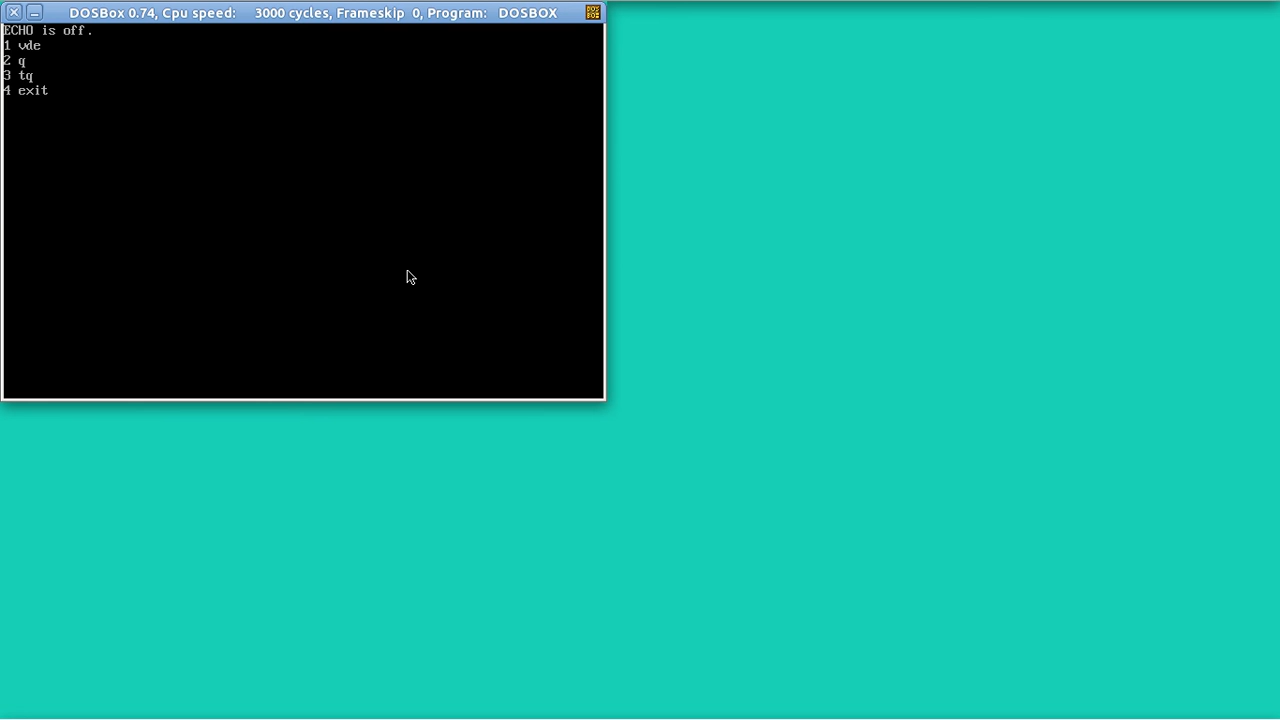 DOSBox 0.74, Cpu speed: 3000 cycles, Frameskip 0, Program: DOSBOX
ECHO is off.
1 vde
2 q
3 tq
4 exit